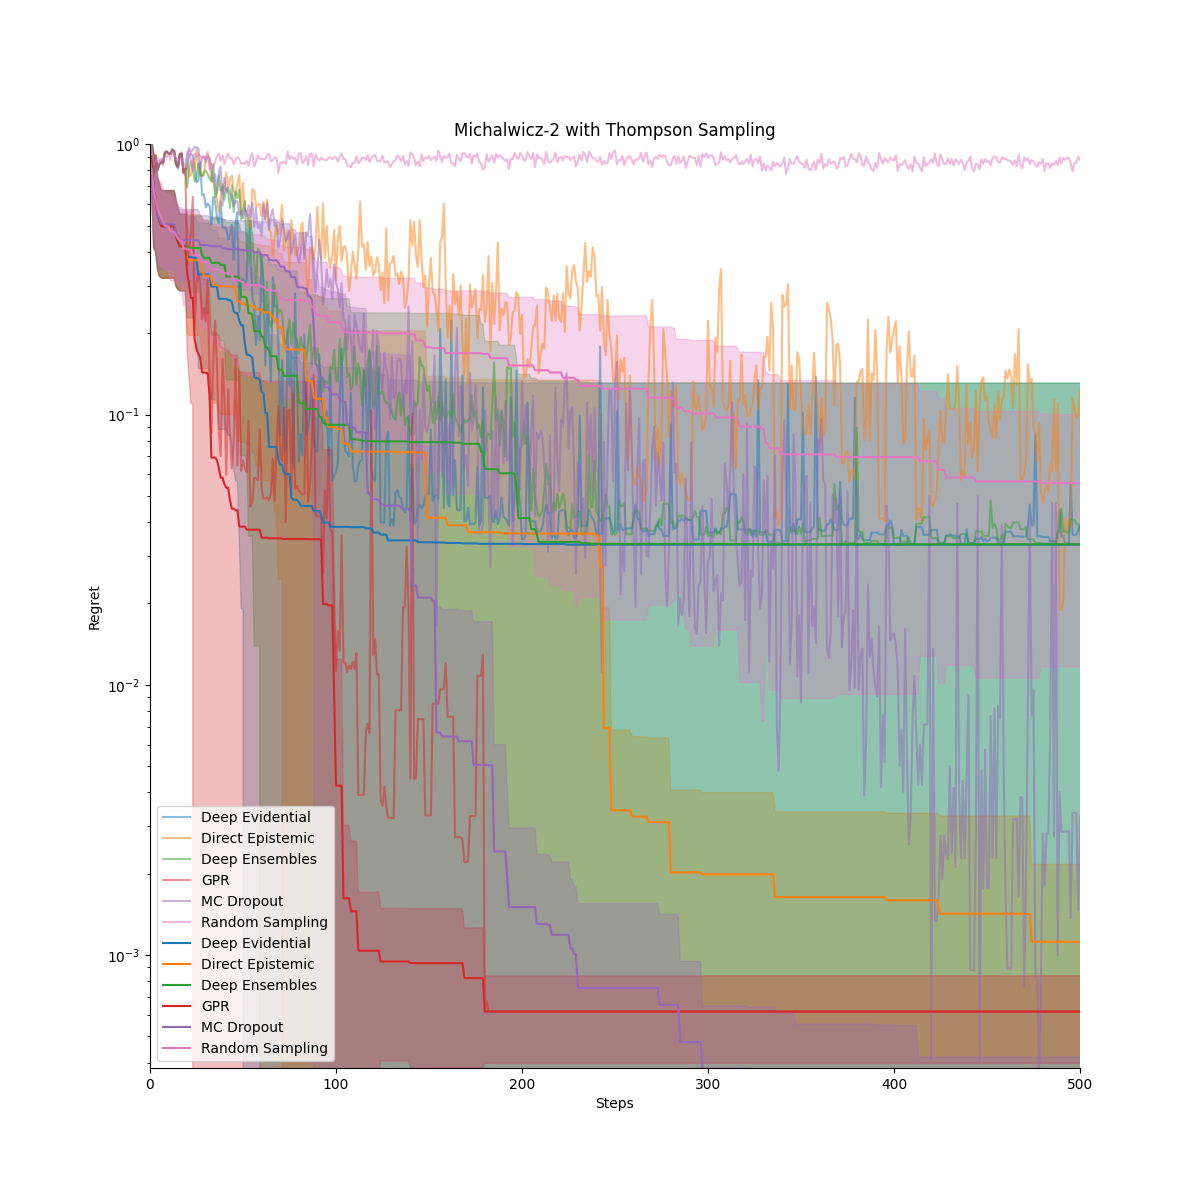 Michalwicz-2 with Thompson Sampling
10^0
10^-1
10^-2
10^-3
Regret
Deep Evidential
Direct Epistemic
Deep Ensembles
GPR
MC Dropout
Random Sampling
Deep Evidential
Direct Epistemic
Deep Ensembles
GPR
MC Dropout
Random Sampling
0 100 200 300 400 500
Steps